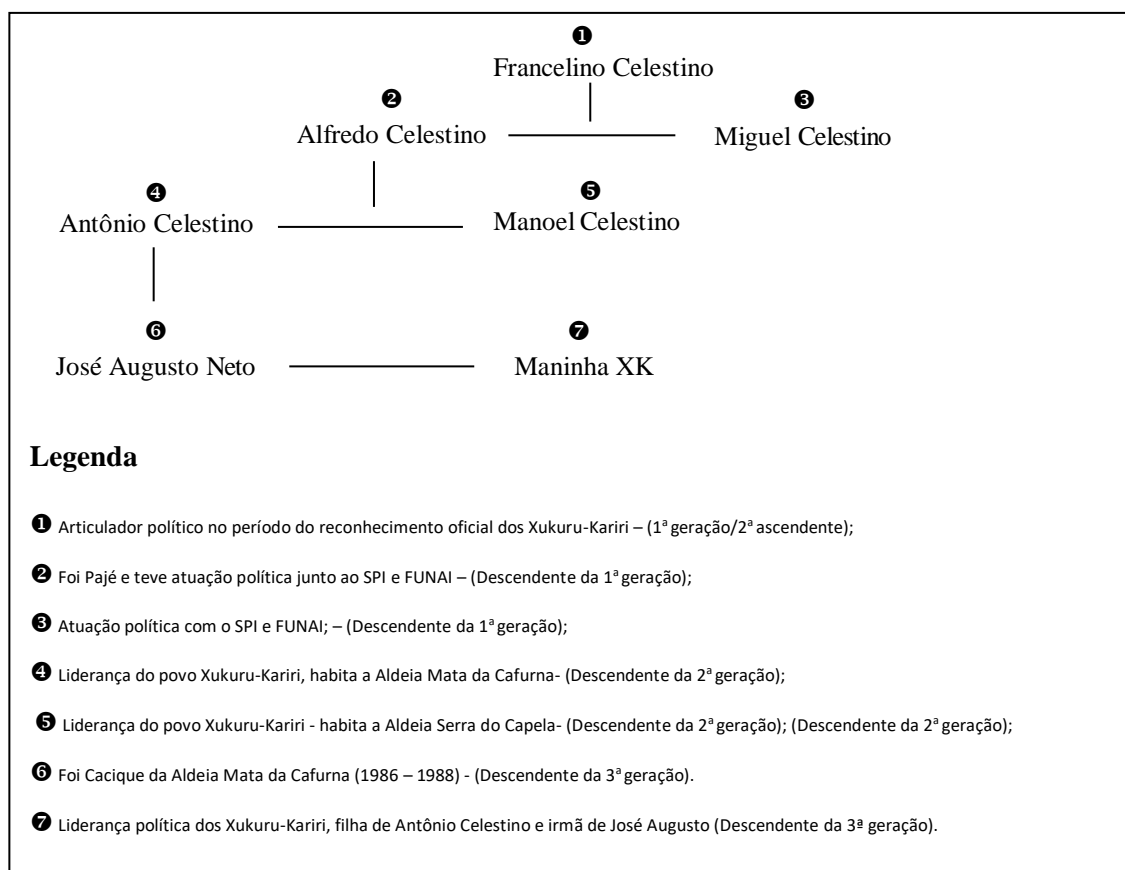 ❶
Francelino Celestino
❷ ❸
Alfredo Celestino Miguel Celestino
❹ ❺
Antônio Celestino Manoel Celestino
❻ ❼
José Augusto Neto Maninha XK
Legenda
❶ Articulador político no período do reconhecimento oficial dos Xukuru-Kariri – (1ª geração/2ª ascendente);
❷ Foi Pajé e teve atuação política junto ao SPI e FUNAI – (Descendente da 1ª geração);
❸ Atuação política com o SPI e FUNAI; – (Descendente da 1ª geração);
❹ Liderança do povo Xukuru-Kariri, habita a Aldeia Mata da Cafurna- (Descendente da 2ª geração);
❺ Liderança do povo Xukuru-Kariri - habita a Aldeia Serra do Capela- (Descendente da 2ª geração); (Descendente da 2ª geração);
❻ Foi Cacique da Aldeia Mata da Cafurna (1986 – 1988) - (Descendente da 3ª geração).
❼ Liderança política dos Xukuru-Kariri, filha de Antônio Celestino e irmã de José Augusto (Descendente da 3ª geração).